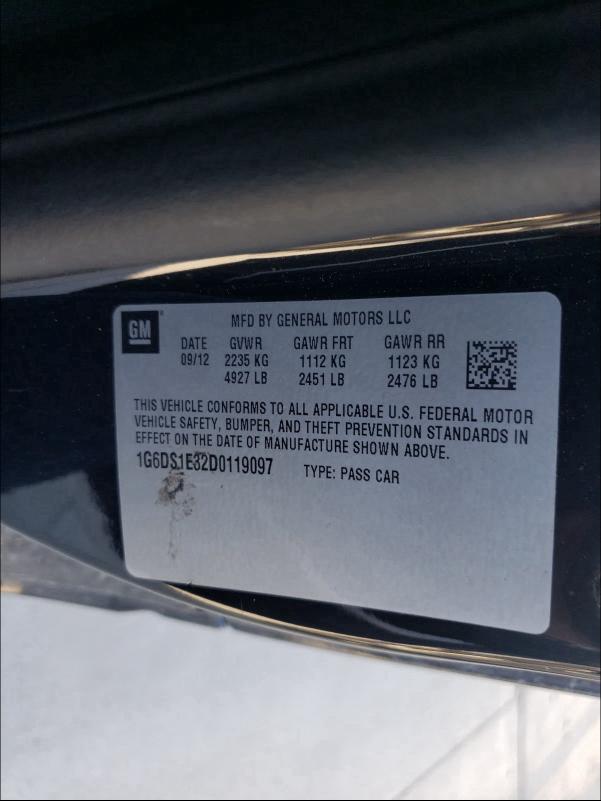 GM ®
MFD BY GENERAL MOTORS LLC
DATE GVWR GAWR FRT GAWR RR
09/12 2235 KG 1112 KG 1123 KG
4927 LB 2451 LB 2476 LB
THIS VEHICLE CONFORMS TO ALL APPLICABLE U.S. FEDERAL MOTOR
VEHICLE SAFETY, BUMPER, AND THEFT PREVENTION STANDARDS IN
EFFECT ON THE DATE OF MANUFACTURE SHOWN ABOVE.
1G6DS1E32D0119097 TYPE: PASS CAR